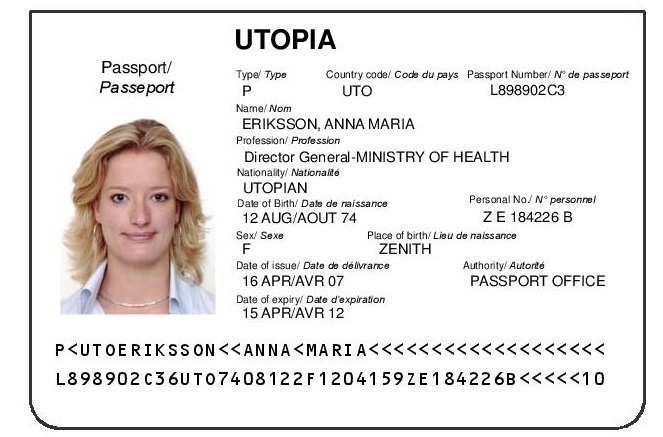 UTOPIA
Passport/
Passeport
Type/ Type Country code/ Code du pays Passport Number/ N° de passeport
P UTO L898902C3
Name/ Nom
ERIKSSON, ANNA MARIA
Profession/ Profession
Director General-MINISTRY OF HEALTH
Nationality/ Nationalité
UTOPIAN
Date of Birth/ Date de naissance Personal No./ N° personnel
12 AUG/AOUT 74 Z E 184226 B
Sex/ Sexe Place of birth/ Lieu de naissance
F ZENITH
Date of issue/ Date de délivrance Authority/ Autorité
16 APR/AVR 07 PASSPORT OFFICE
Date of expiry/ Date d'expiration
15 APR/AVR 12
P<UTOERIKSSON<<ANNA<MARIA<<<<<<<<<<<<<<<<<<<
L898902C36UTO7408122F1204159ZE184226B<<<<<10